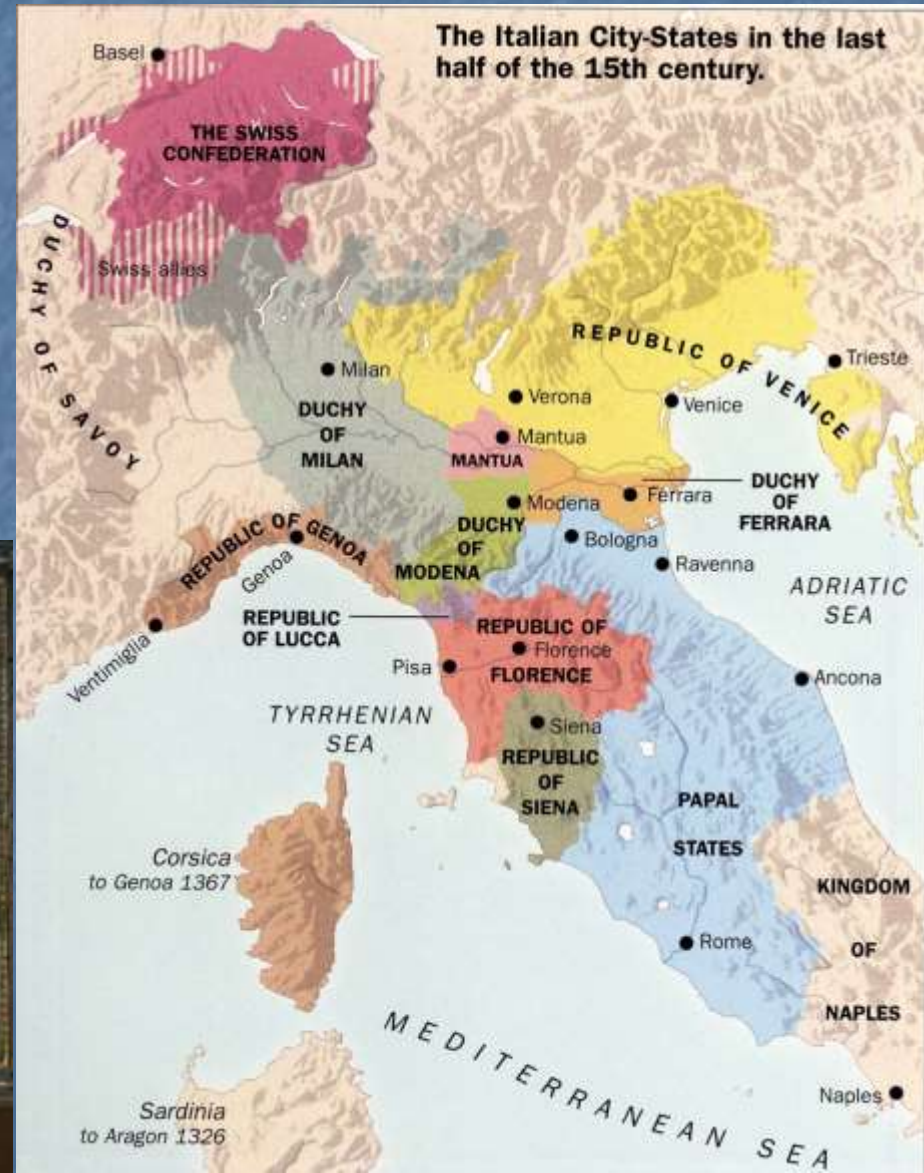 The Italian City-States in the last
half of the 15th century.
Basel
THE SWISS
CONFEDERATION
Swiss allies
DUCHY OF SAVOY
Milan
DUCHY
OF
MILAN
REPUBLIC OF VENICE
Trieste
Verona
Venice
Mantua
MANTUA
Modena
Ferrara
DUCHY
OF
FERRARA
DUCHY
OF
MODENA
Bologna
Ravenna
REPUBLIC OF GENOA
Genoa
ADRIATIC
SEA
REPUBLIC
OF LUCCA
REPUBLIC OF
Florence
FLORENCE
Ventimiglia
Pisa
Ancona
TYRRHENIAN
SEA
Siena
REPUBLIC
OF
SIENA
PAPAL
STATES
Corsica
to Genoa 1367
KINGDOM
OF
NAPLES
Rome
MEDITERRANEAN SEA
Naples
Sardinia
to Aragon 1326